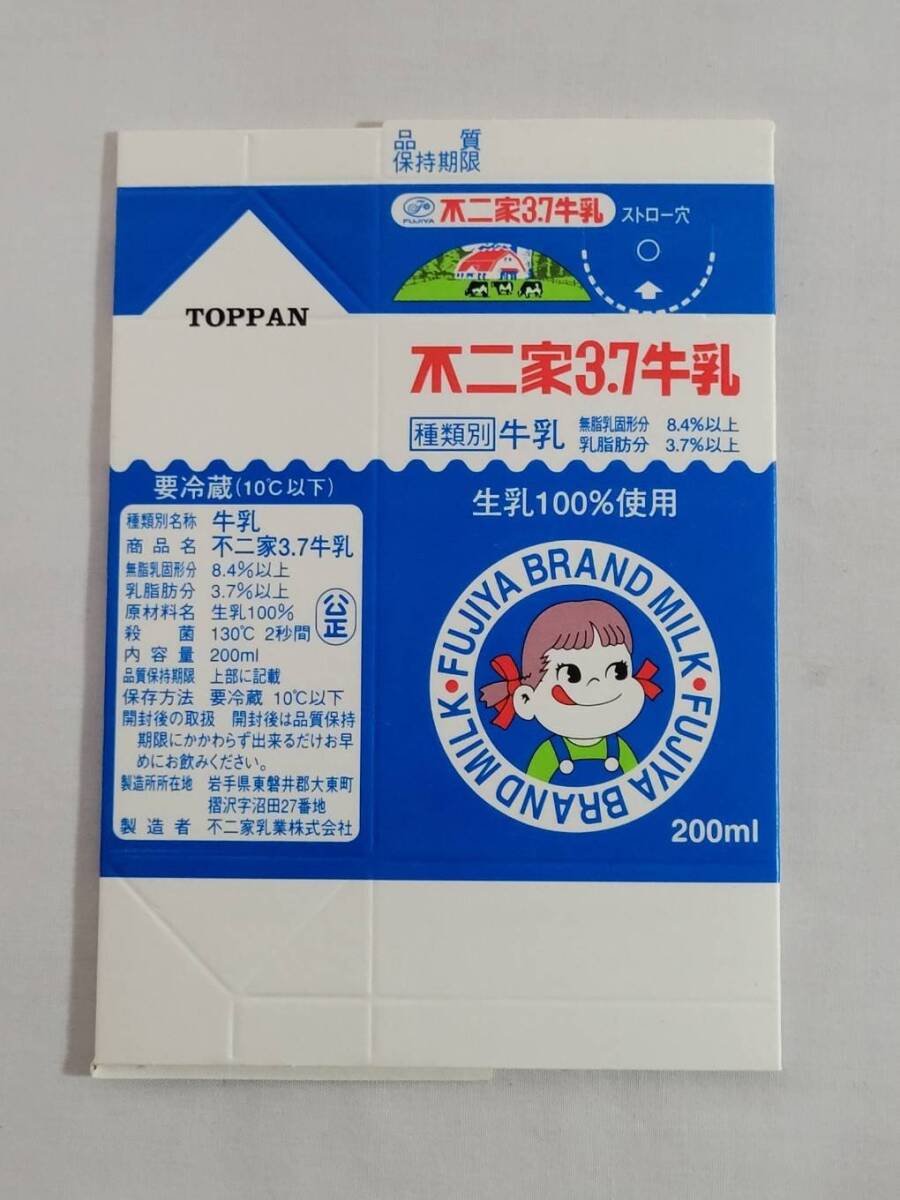 品質
保持期限
FUJIYA 不二家3.7牛乳
ストロー穴
TOPPAN
不二家3.7牛乳
種類別 牛乳 無脂乳固形分 8.4%以上
乳脂肪分 3.7%以上
生乳100%使用
FUJIYA BRAND MILK・FUJIYA BRAND MILK・
200ml
要冷蔵(10℃以下)
種類別名称 牛乳
商品名 不二家3.7牛乳
無脂乳固形分 8.4%以上
乳脂肪分 3.7%以上
原材料名 生乳100%
殺菌 130℃ 2秒間
公正
内容量 200ml
品質保持期限 上部に記載
保存方法 要冷蔵 10℃以下
開封後の取扱 開封後は品質保持
期限にかかわらず出来るだけお早
めにお飲みください。
製造所所在地 岩手県東磐井郡大東町
摺沢字沼田27番地
製造者 不二家乳業株式会社